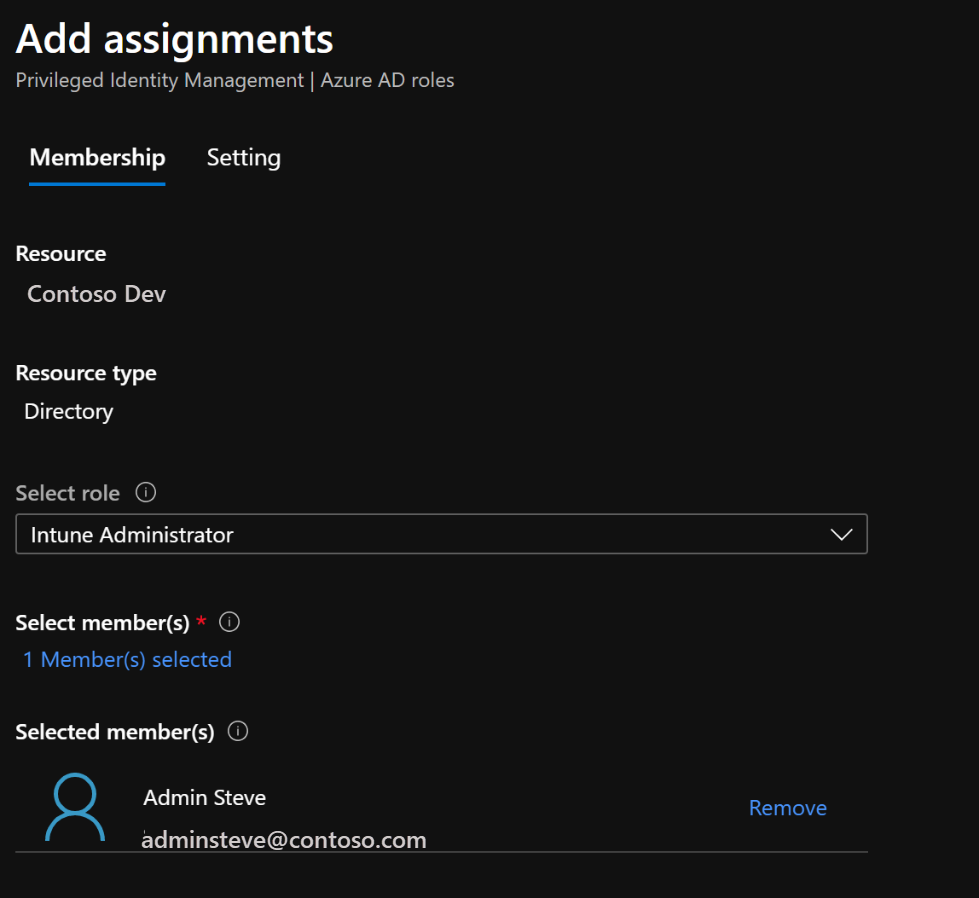 Add assignments
Privileged Identity Management | Azure AD roles
Membership Setting
Resource
Contoso Dev
Resource type
Directory
Select role
Intune Administrator
Select member(s) *
1 Member(s) selected
Selected member(s)
Admin Steve
Remove
adminsteve@contoso.com